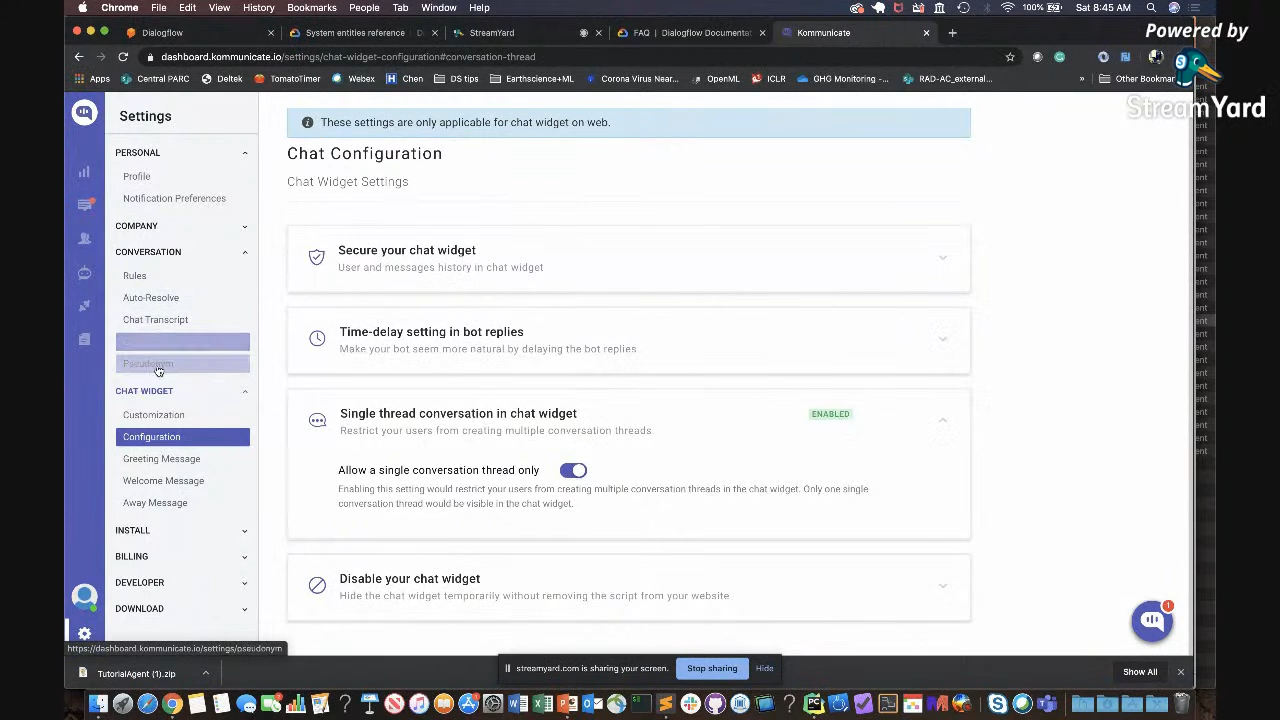 Chrome File Edit View History Bookmarks People Tab Window Help
100% Sat 8:45 AM
Powered by
StreamYard
Dialogflow
System entities reference | D
StreamYard
FAQ | Dialogflow Documentat
Kommunicate
dashboard.kommunicate.io/settings/chat-widget-configuration#conversation-thread
Apps Central PARC Deltek TomatoTimer Webex Chen DS tips Earthscience+ML Corona Virus Near... OpenML ICLR GHG Monitoring -... RAD-AC_external... » Other Bookmar
Settings
PERSONAL
Profile
Notification Preferences
COMPANY
CONVERSATION
Rules
Auto-Resolve
Chat Transcript
Pseudonym
CHAT WIDGET
Customization
Configuration
Greeting Message
Welcome Message
Away Message
INSTALL
BILLING
DEVELOPER
DOWNLOAD
These settings are only applied for chat widget on web.
Chat Configuration
Chat Widget Settings
Secure your chat widget
User and messages history in chat widget
Time-delay setting in bot replies
Make your bot seem more natural by delaying the bot replies
Single thread conversation in chat widget
ENABLED
Restrict your users from creating multiple conversation threads
Allow a single conversation thread only
Enabling this setting would restrict your users from creating multiple conversation threads in the chat widget. Only one single
conversation thread would be visible in the chat widget.
Disable your chat widget
Hide the chat widget temporarily without removing the script from your website
1
https://dashboard.kommunicate.io/settings/pseudonym
TutorialAgent (1).zip
streamyard.com is sharing your screen.
Stop sharing
Hide
Show All